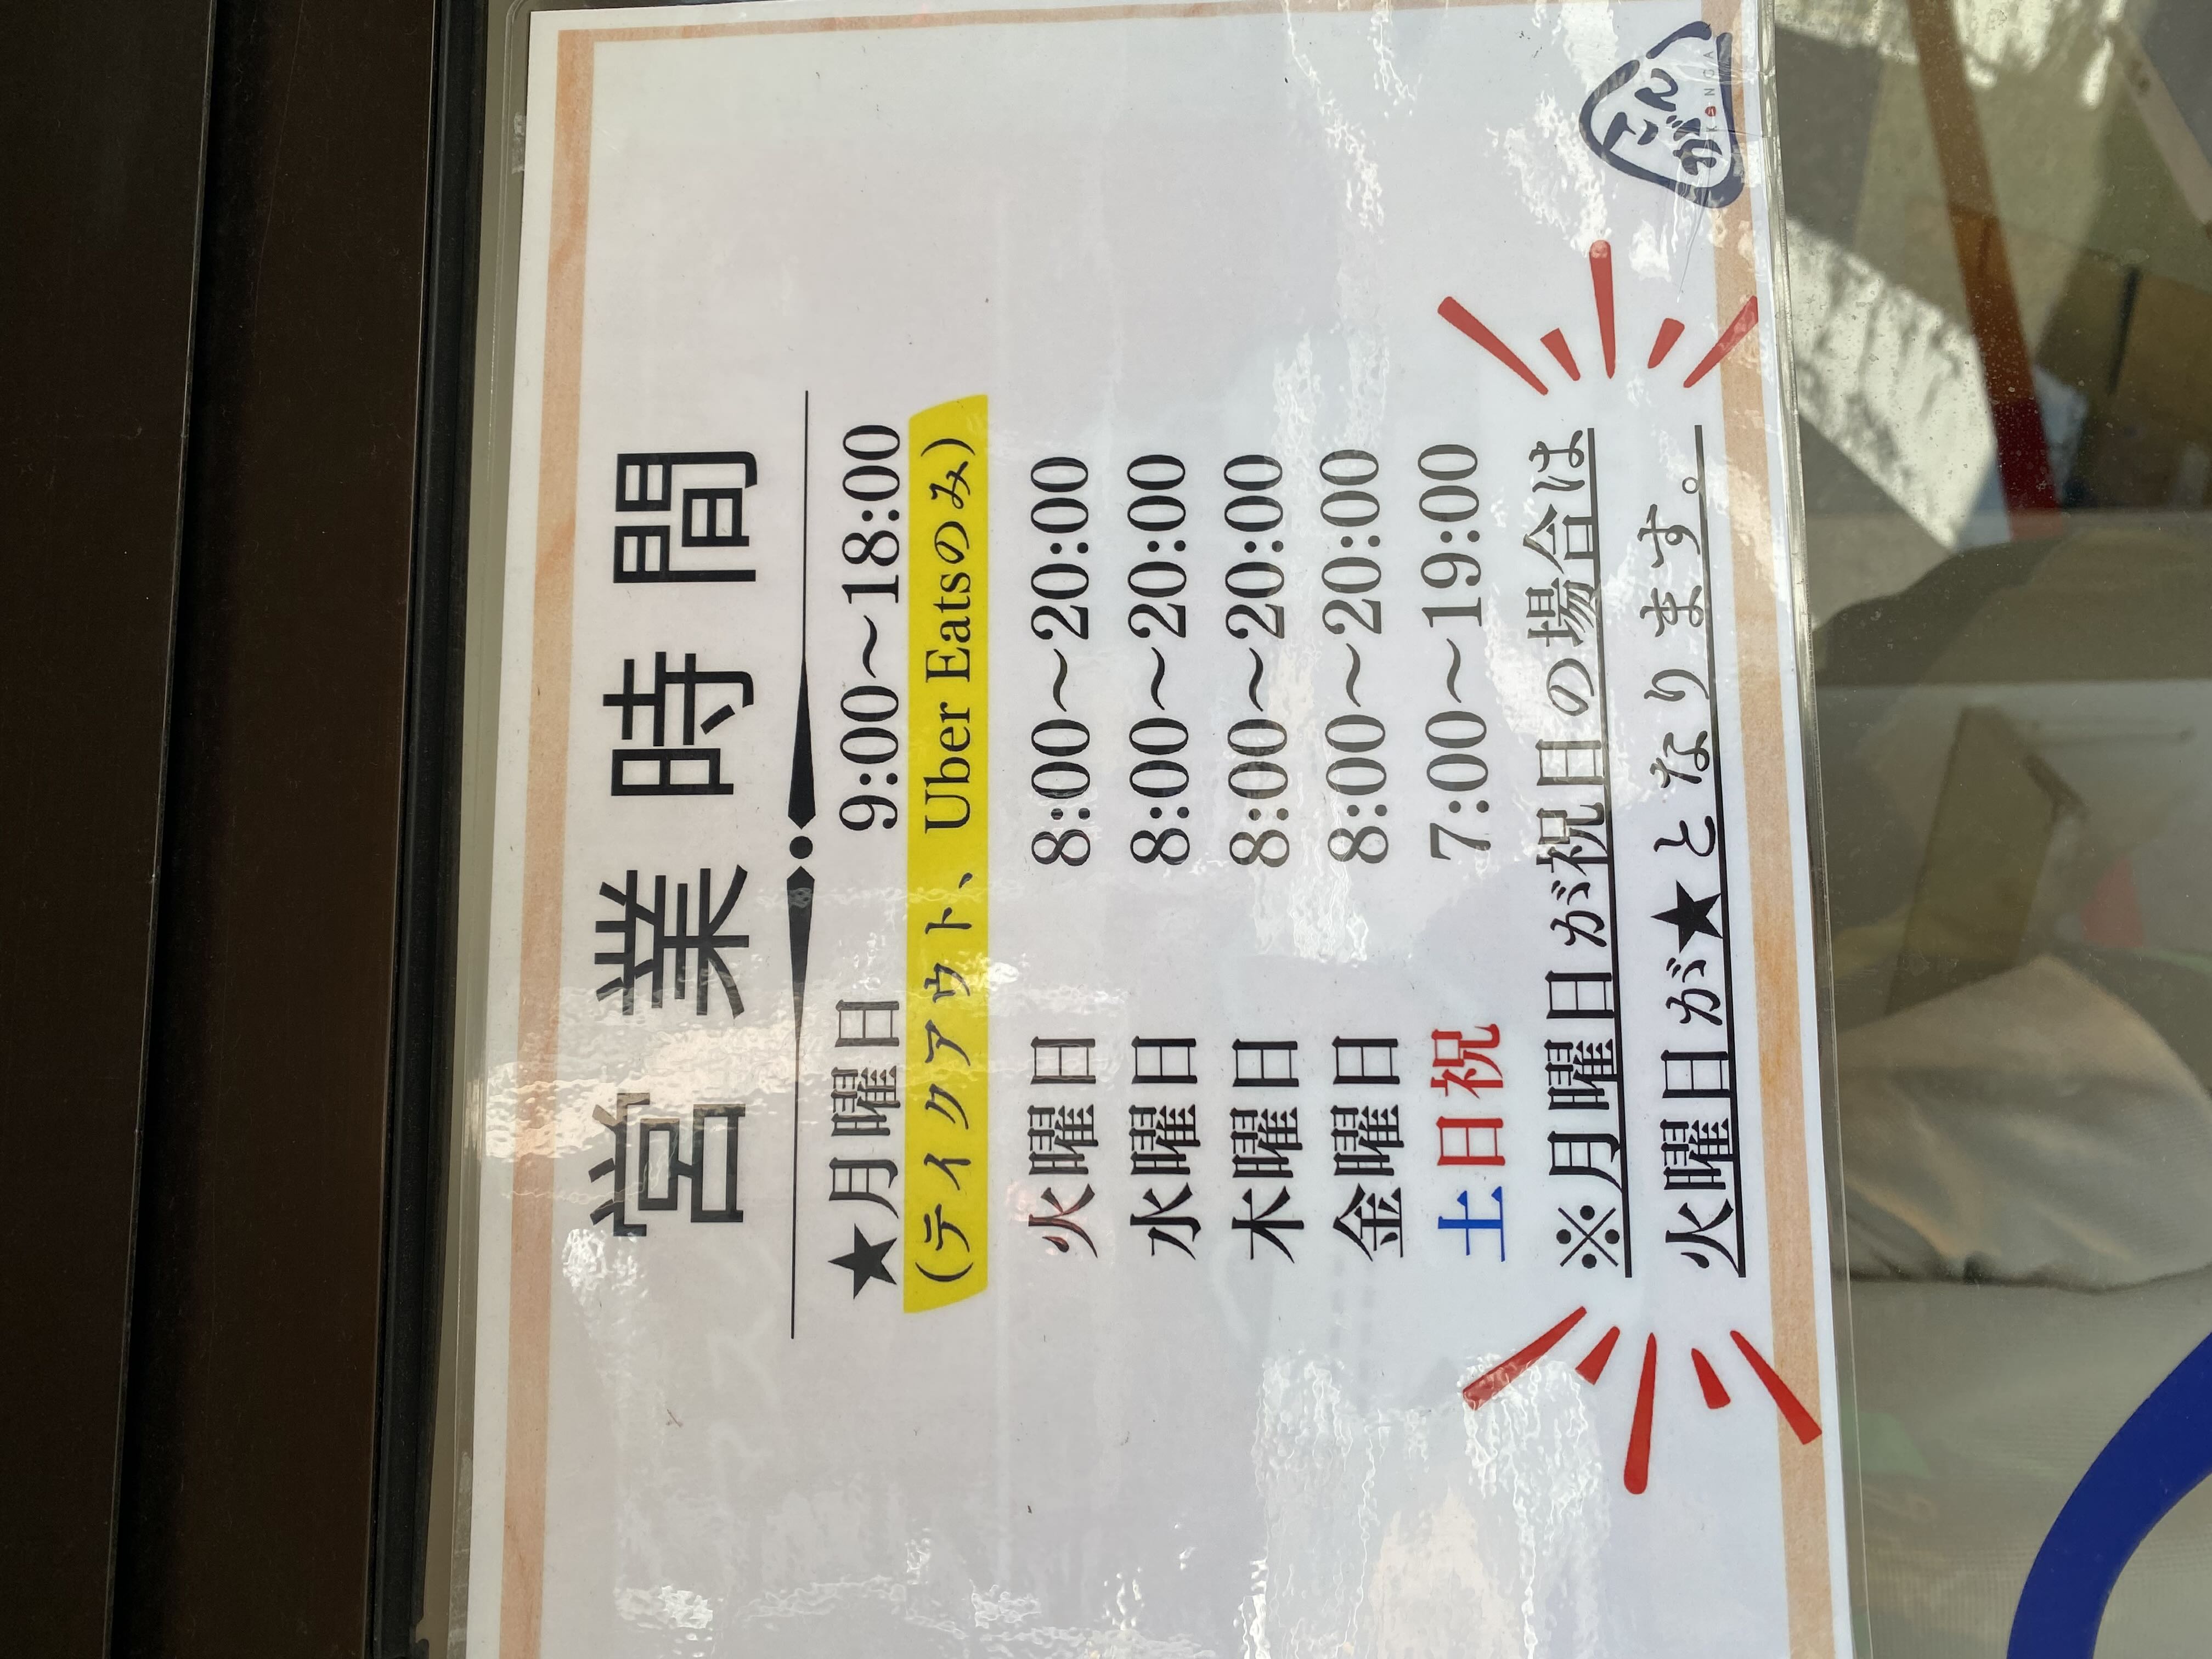 営業時間
★月曜日 9:00～18:00
(テイクアウト、Uber Eatsのみ)
火曜日 8:00～20:00
水曜日 8:00～20:00
木曜日 8:00～20:00
金曜日 8:00～20:00
土日祝 7:00～19:00
※月曜日が祝日の場合は
火曜日が★となります。
こんが
KONGA